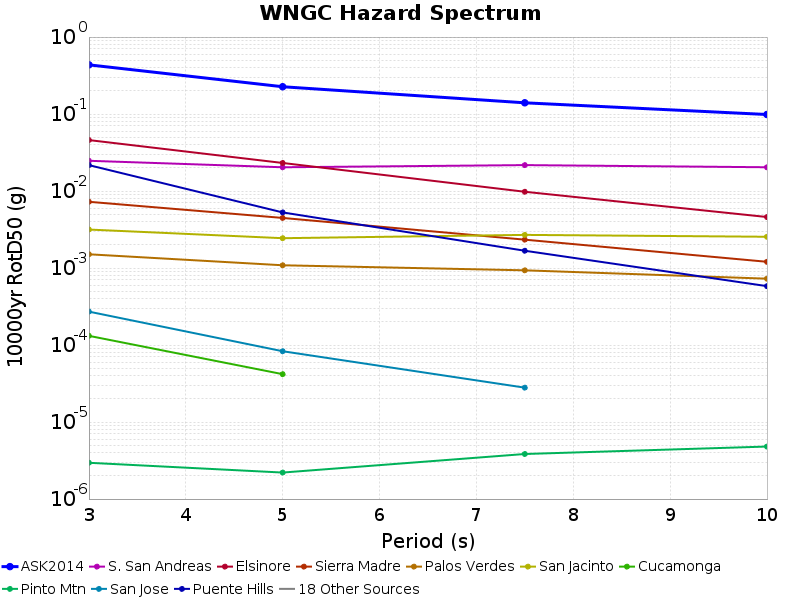 WNGC Hazard Spectrum
10000yr RotD50 (g)
10^0
10^-1
10^-2
10^-3
10^-4
10^-5
10^-6
3 4 5 6 7 8 9 10
Period (s)
ASK2014 S. San Andreas Elsinore Sierra Madre Palos Verdes San Jacinto Cucamonga
Pinto Mtn San Jose Puente Hills 18 Other Sources